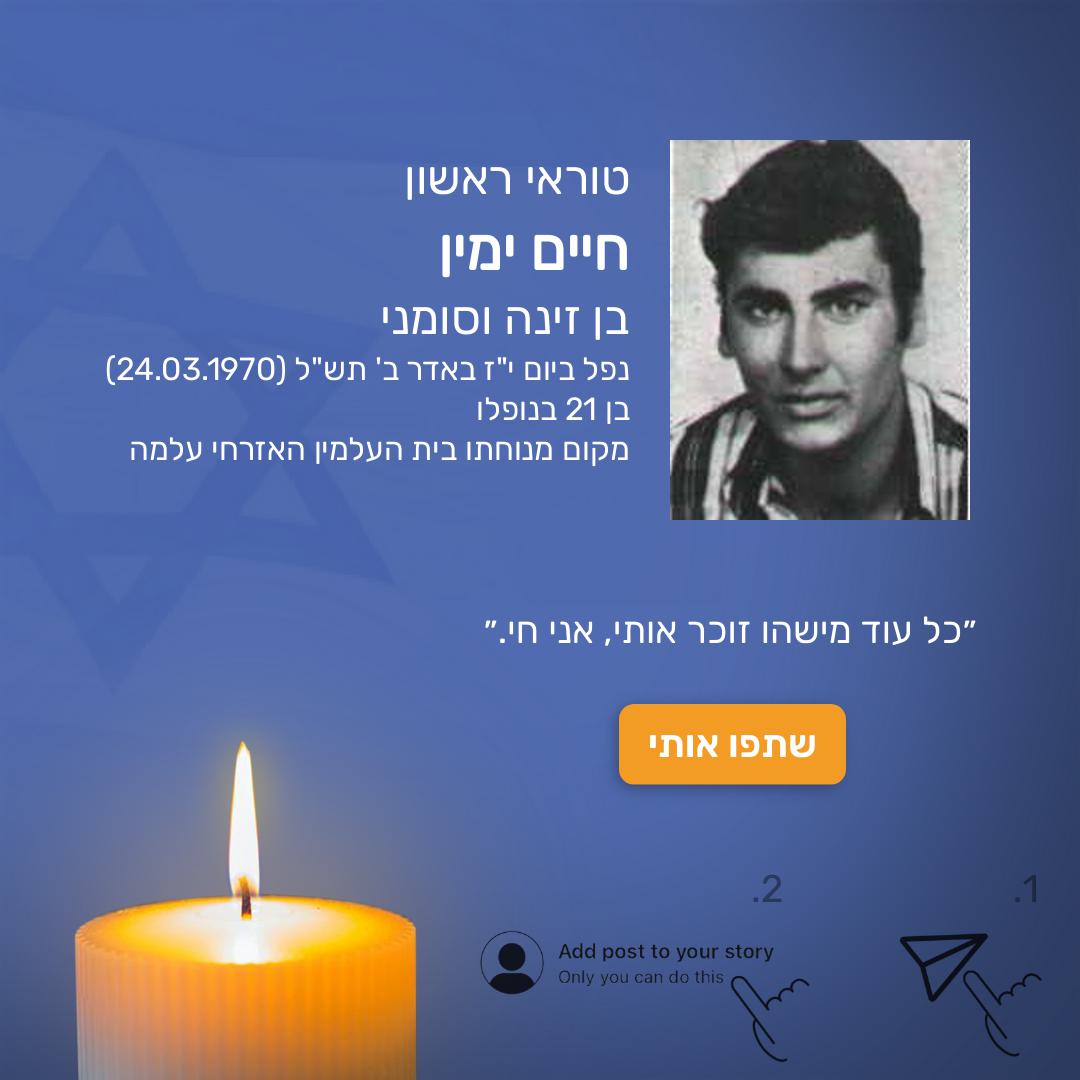 טוראי ראשון
חיים ימין
בן זינה וסומני
נפל ביום י"ז באדר ב' תש"ל (24.03.1970)
בן 21 בנופלו
מקום מנוחתו בית העלמין האזרחי עלמה
״כל עוד מישהו זוכר אותי, אני חי.״
שתפו אותי
.1
.2
Add post to your story
Only you can do this